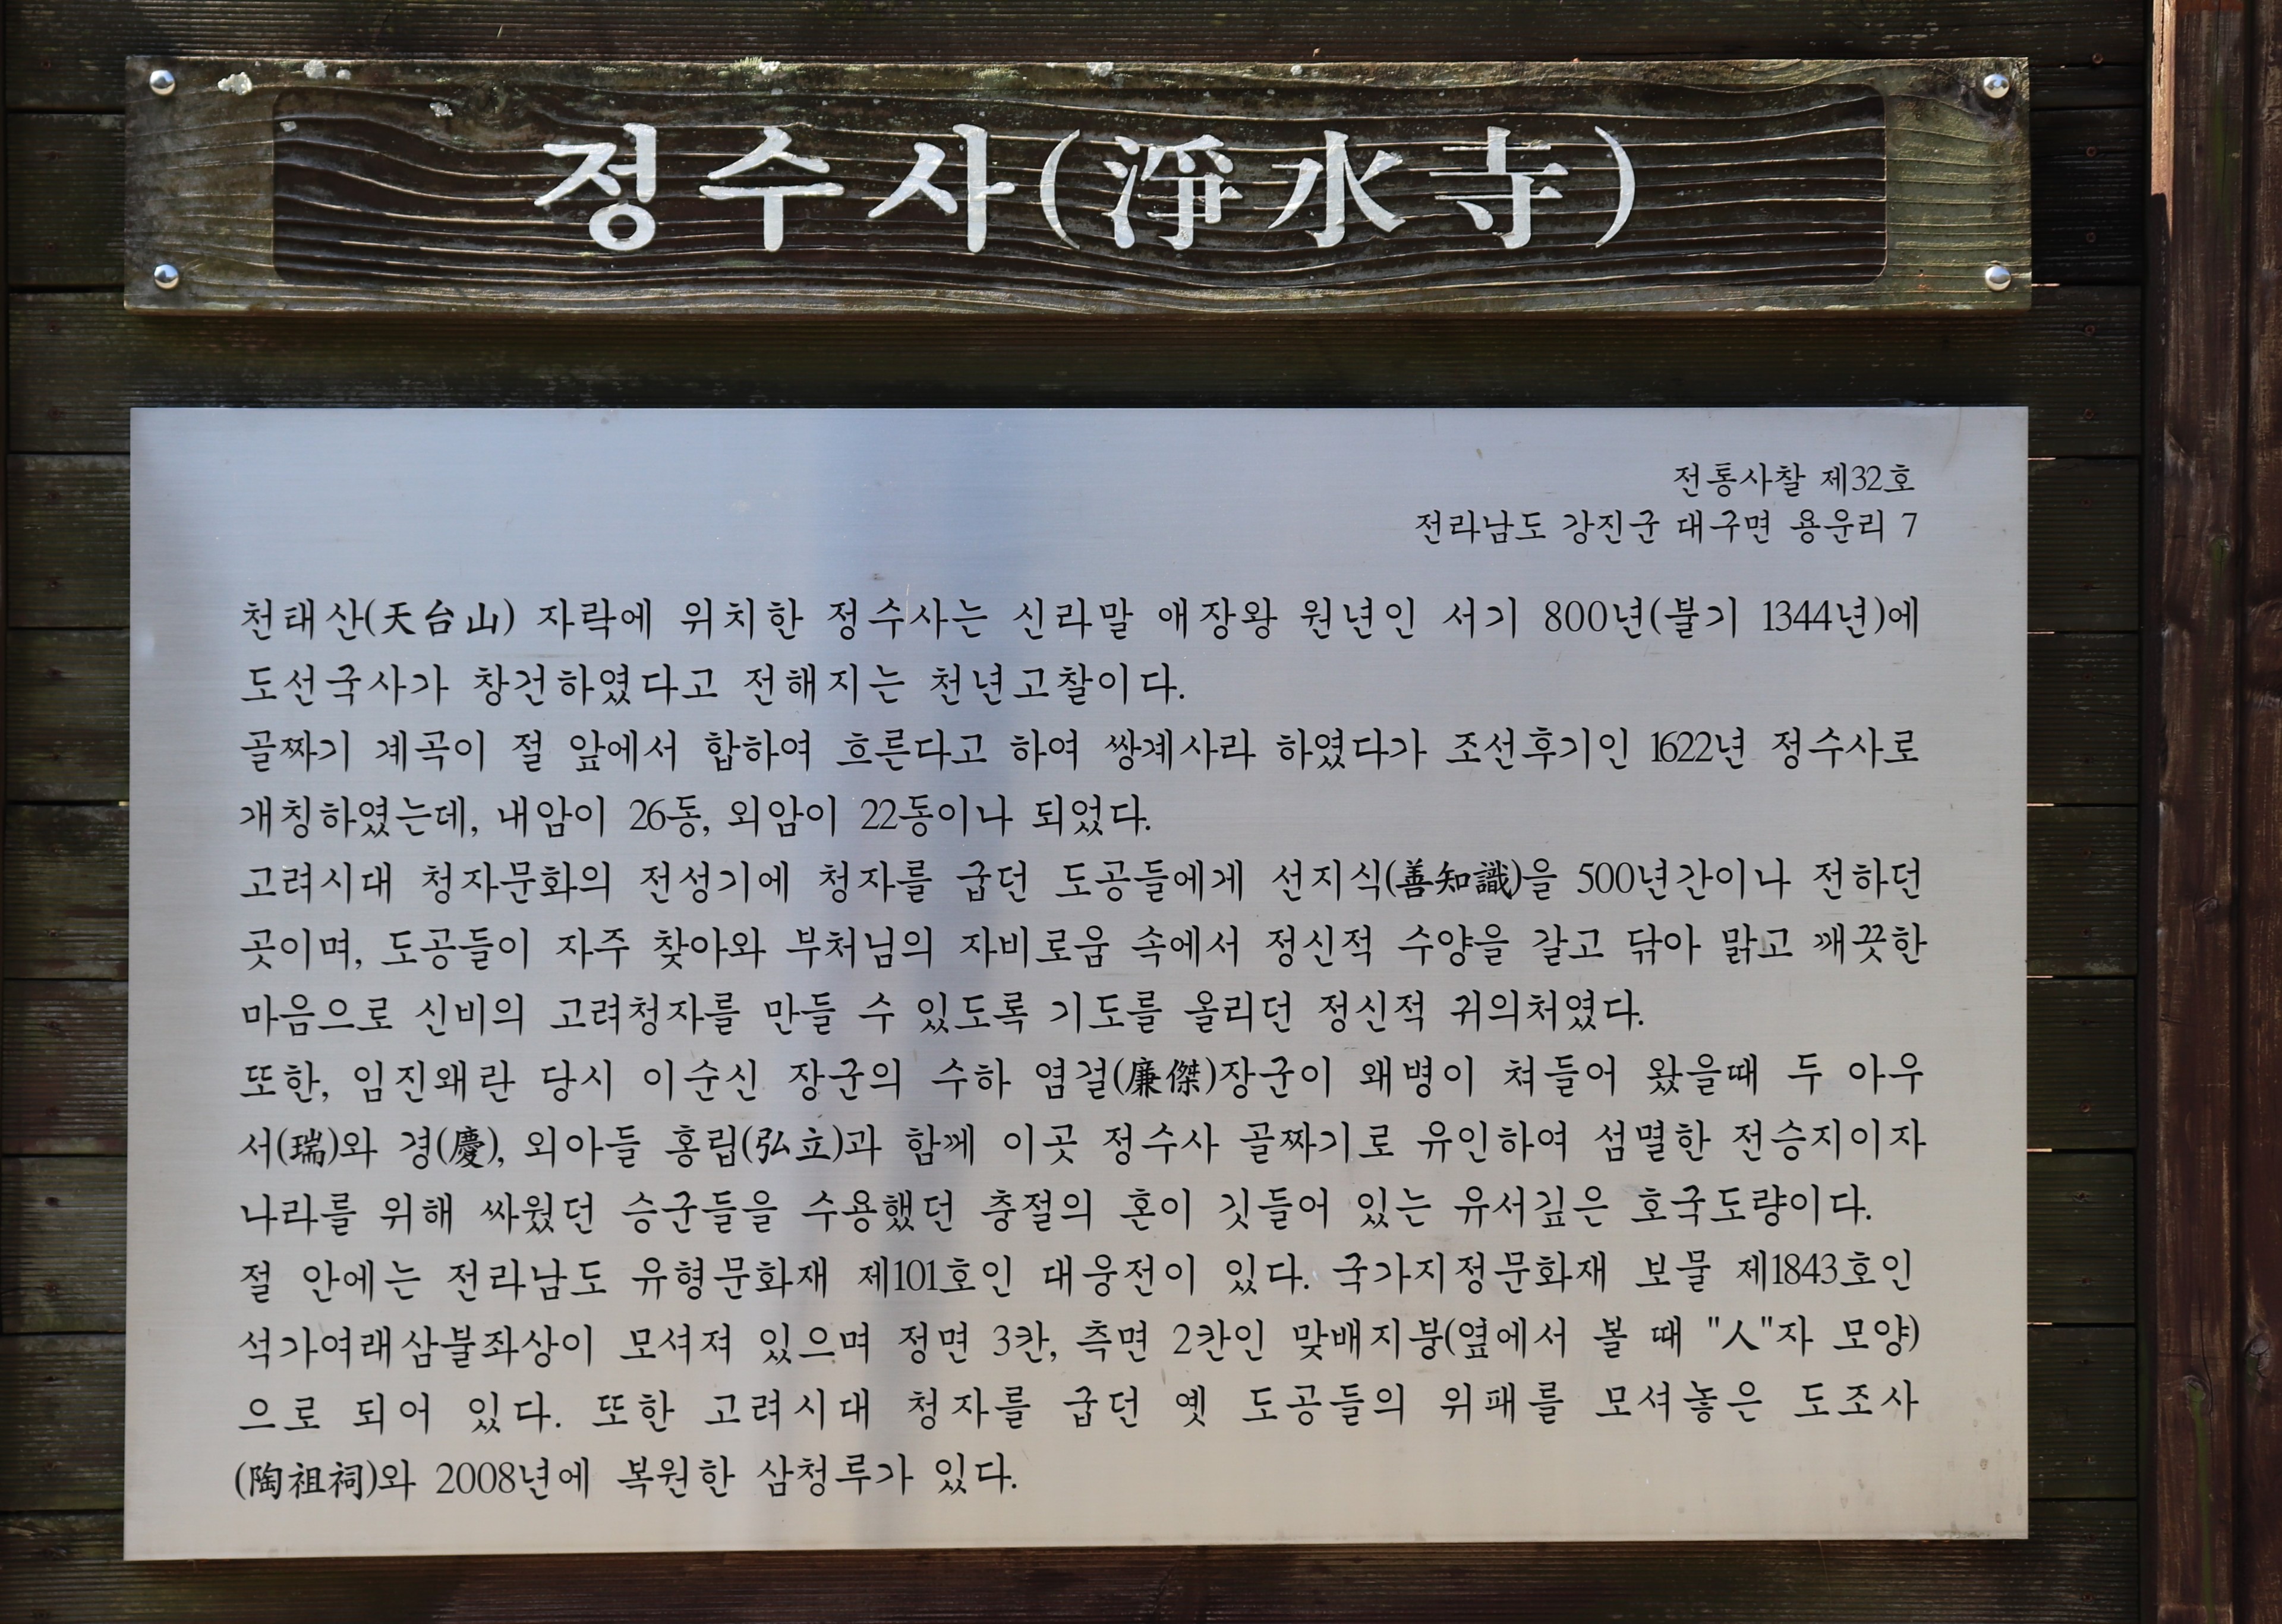 정수사(淨水寺)
전통사찰 제32호
전라남도 강진군 대구면 용운리 7
천태산(天台山) 자락에 위치한 정수사는 신라말 애장왕 원년인 서기 800년(불기 1344년)에
도선국사가 창건하였다고 전해지는 천년고찰이다.
골짜기 계곡이 절 앞에서 합하여 흐른다고 하여 쌍계사라 하였다가 조선후기인 1622년 정수사로
개칭하였는데, 내암이 26동, 외암이 22동이나 되었다.
고려시대 청자문화의 전성기에 청자를 굽던 도공들에게 선지식(善知識)을 500년간이나 전하던
곳이며, 도공들이 자주 찾아와 부처님의 자비로움 속에서 정신적 수양을 갈고 닦아 맑고 깨끗한
마음으로 신비의 고려청자를 만들 수 있도록 기도를 올리던 정신적 귀의처였다.
또한, 임진왜란 당시 이순신 장군의 수하 염걸(廉傑)장군이 왜병이 쳐들어 왔을때 두 아우
서(瑞)와 경(慶), 외아들 홍립(弘立)과 함께 이곳 정수사 골짜기로 유인하여 섬멸한 전승지이자
나라를 위해 싸웠던 승군들을 수용했던 충절의 혼이 깃들어 있는 유서깊은 호국도량이다.
절 안에는 전라남도 유형문화재 제101호인 대웅전이 있다. 국가지정문화재 보물 제1843호인
석가여래삼불좌상이 모셔져 있으며 정면 3칸, 측면 2칸인 맞배지붕(옆에서 볼 때 "人"자 모양)
으로 되어 있다. 또한 고려시대 청자를 굽던 옛 도공들의 위패를 모셔놓은 도조사
(陶祖祠)와 2008년에 복원한 삼청루가 있다.